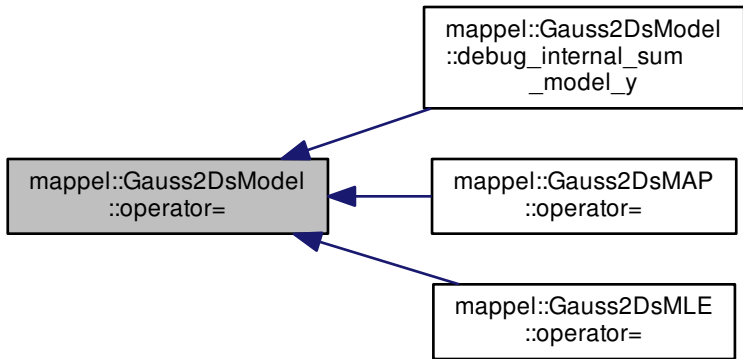 mappel::Gauss2DsModel
::debug_internal_sum
_model_y
mappel::Gauss2DsModel
::operator=
mappel::Gauss2DsMAP
::operator=
mappel::Gauss2DsMLE
::operator=